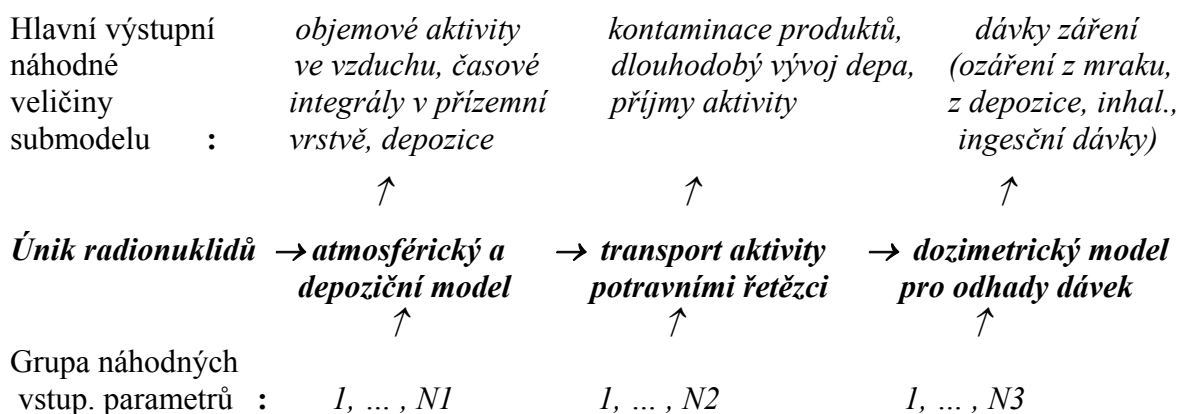 Hlavní výstupní objemové aktivity kontaminace produktů, dávky záření
náhodné ve vzduchu, časové dlouhodobý vývoj depa, (ozáření z mraku,
veličiny integrály v přízemní příjmy aktivity z depozice, inhal.,
submodelu : vrstvě, depozice ingesční dávky)
↑ ↑ ↑
Únik radionuklidů → atmosférický a → transport aktivity → dozimetrický model
depoziční model potravními řetězci pro odhady dávek
↑ ↑ ↑
Grupa náhodných
vstup. parametrů : 1, ... , N1 1, ... , N2 1, ... , N3